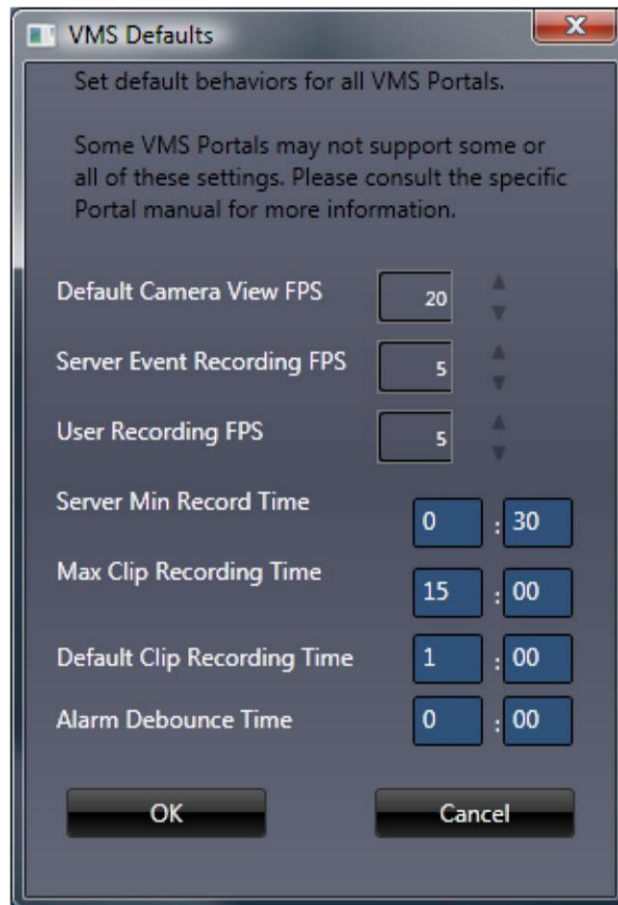 VMS Defaults
Set default behaviors for all VMS Portals.
Some VMS Portals may not support some or
all of these settings. Please consult the specific
Portal manual for more information.
Default Camera View FPS 20
Server Event Recording FPS 5
User Recording FPS 5
Server Min Record Time 0 : 30
Max Clip Recording Time 15 : 00
Default Clip Recording Time 1 : 00
Alarm Debounce Time 0 : 00
OK Cancel